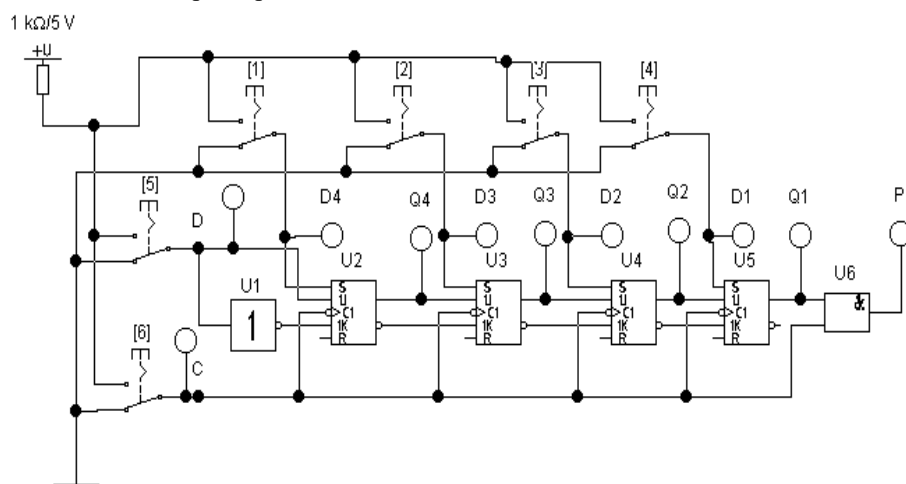 1 kΩ/5 V
+U
[1] [2] [3] [4]
[5]
D D4 Q4 D3 Q3 D2 Q2 D1 Q1 P
U1 U2 U3 U4 U5 U6
1
S S S S
&
C1 C1 C1 C1
1K 1K 1K 1K
R R R R
[6]
C